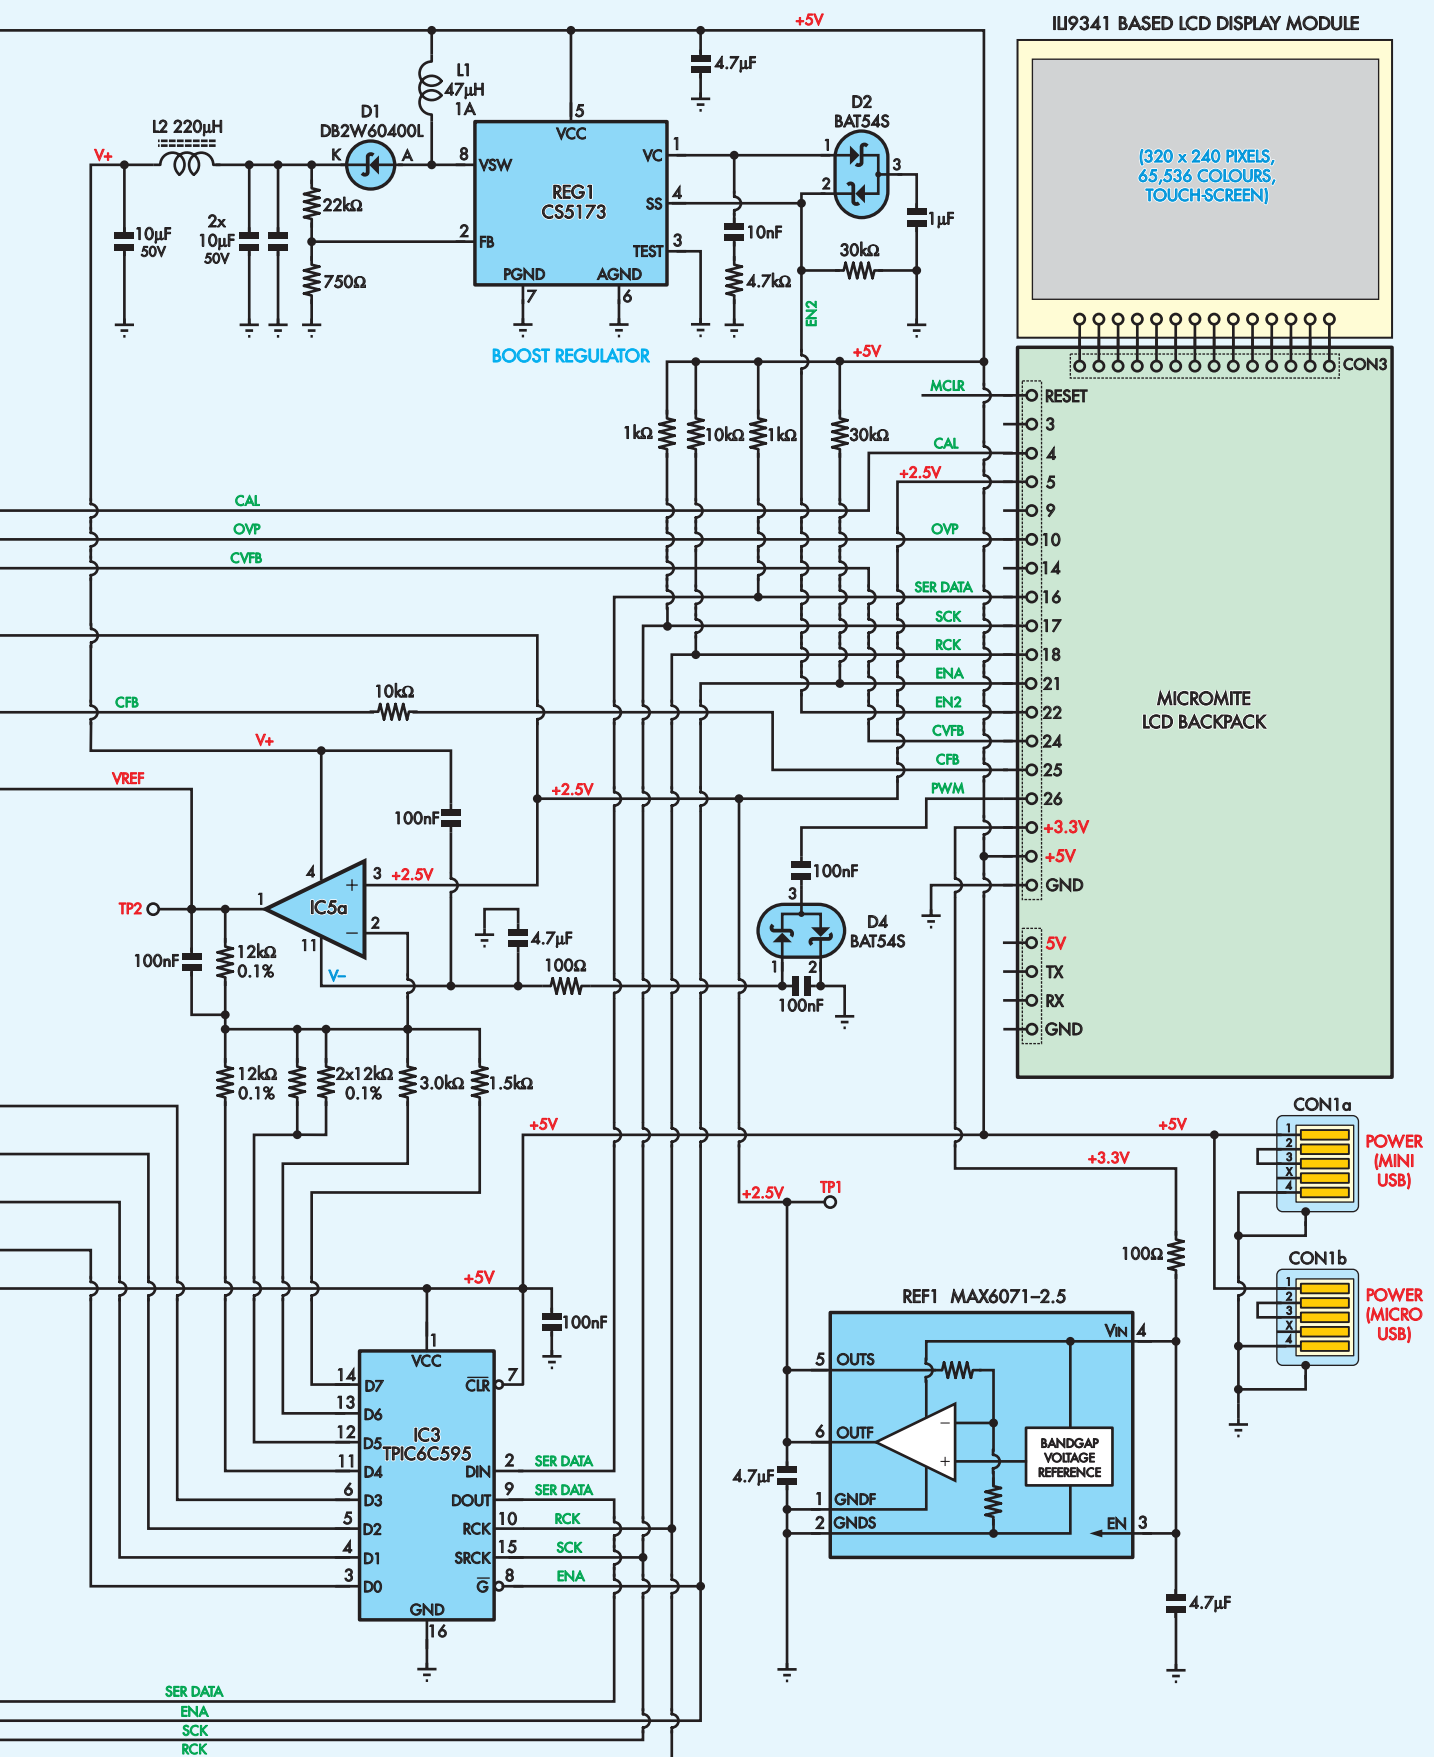 +5V
ILI9341 BASED LCD DISPLAY MODULE
(320 x 240 PIXELS,
65,536 COLOURS,
TOUCH-SCREEN)
L1
47µH
1A
4.7µF
L2 220µH
D1
DB2W60400L
K
A
V+
5
VCC
8
VSW
VC
1
REG1
CS5173
SS
4
2
FB
TEST
3
PGND
AGND
7
6
BOOST REGULATOR
D2
BAT54S
1
2
3
1µF
30kΩ
10nF
4.7kΩ
EN2
22kΩ
750Ω
10µF
50V
2x
10µF
50V
+5V
CON3
MCLR
RESET
3
1kΩ
10kΩ
1kΩ
30kΩ
CAL
4
+2.5V
5
CAL
9
OVP
OVP
10
CVFB
14
SER DATA
16
SCK
17
RCK
18
ENA
21
EN2
22
CVFB
24
CFB
25
PWM
26
+3.3V
+5V
GND
5V
TX
RX
GND
MICROMITE
LCD BACKPACK
CFB
10kΩ
V+
VREF
+2.5V
100nF
4
3
+2.5V
TP2
1
IC5a
+
−
2
11
V−
100nF
12kΩ
0.1%
4.7µF
100Ω
100nF
3
D4
BAT54S
1
2
100nF
12kΩ
0.1%
2x12kΩ
0.1%
3.0kΩ
1.5kΩ
+5V
+5V
+3.3V
CON1a
1
2
3
X
4
POWER
(MINI
USB)
+2.5V
TP1
100Ω
CON1b
1
2
3
X
4
POWER
(MICRO
USB)
+5V
100nF
1
VCC
14
D7
CLR
7
13
D6
12
D5
IC3
TPIC6C595
11
D4
DIN
2
SER DATA
6
D3
DOUT
9
SER DATA
5
D2
RCK
10
RCK
4
D1
SRCK
15
SCK
3
D0
G
8
ENA
GND
16
REF1 MAX6071–2.5
VIN
4
5
OUTS
6
OUTF
−
+
BANDGAP
VOLTAGE
REFERENCE
4.7µF
1
GNDF
2
GNDS
EN
3
4.7µF
SER DATA
ENA
SCK
RCK